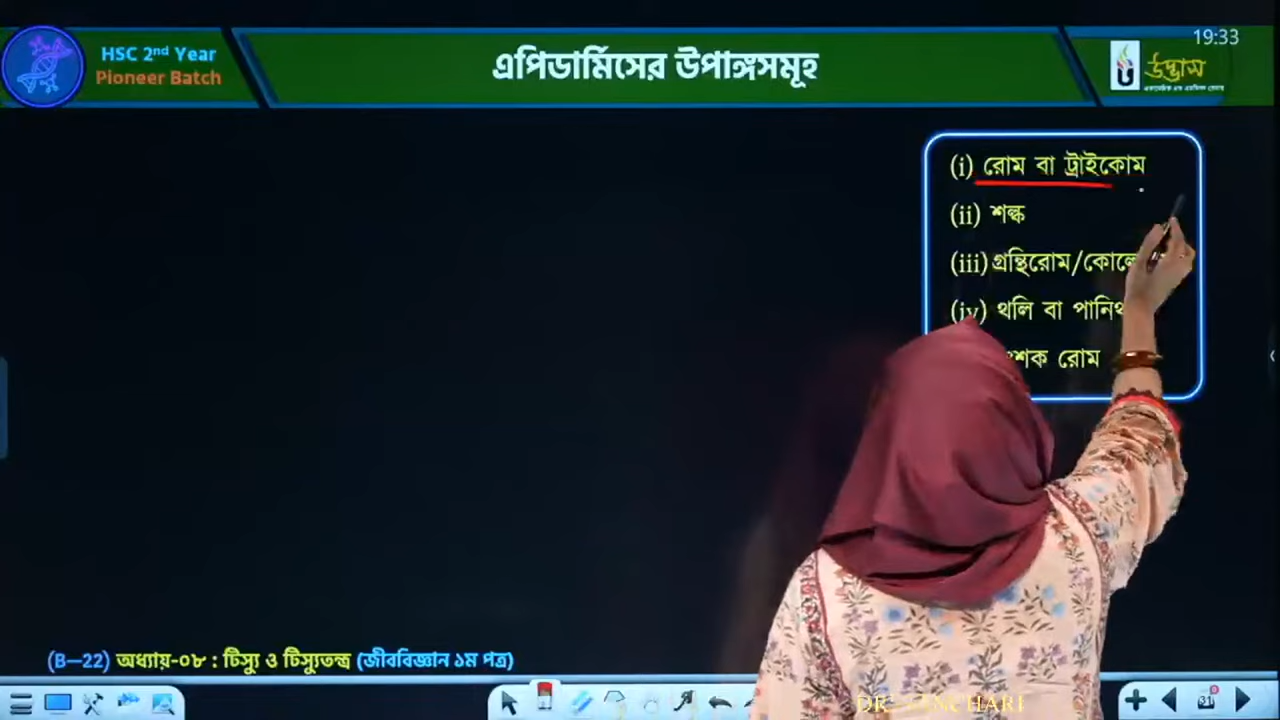 19:33
HSC 2nd Year
Pioneer Batch
এপিডার্মিসের উপাঙ্গসমূহ
উদ্ভাস
(i) রোম বা ট্রাইকোম
(ii) শল্ক
(iii) গ্রন্থিরোম/
(iv) থলি বা
রোম
(B—22) অধ্যায়-০৮ : টিস্যু ও টিস্যুতন্ত্র (জীববিজ্ঞান ১ম পত্র)
31